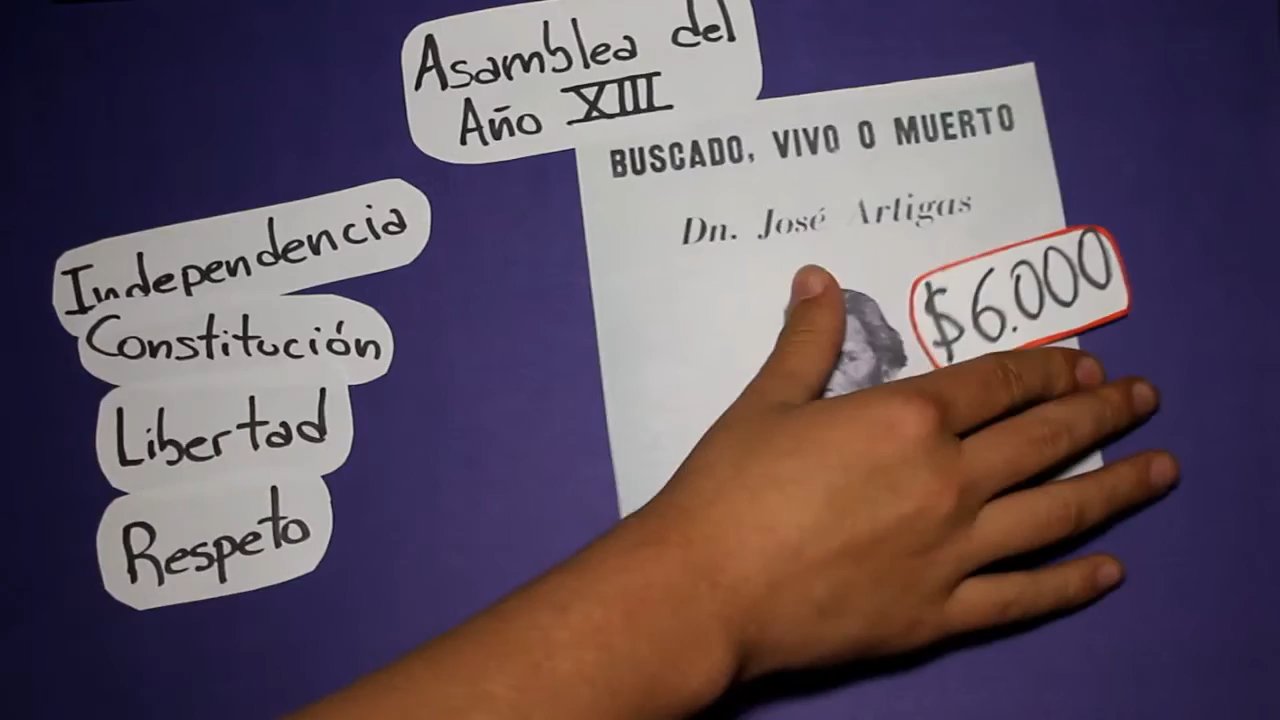 Asamblea del
Año XIII
BUSCADO, VIVO O MUERTO
Dn. José Artigas
$6.000
Independencia
Constitución
Libertad
Respeto